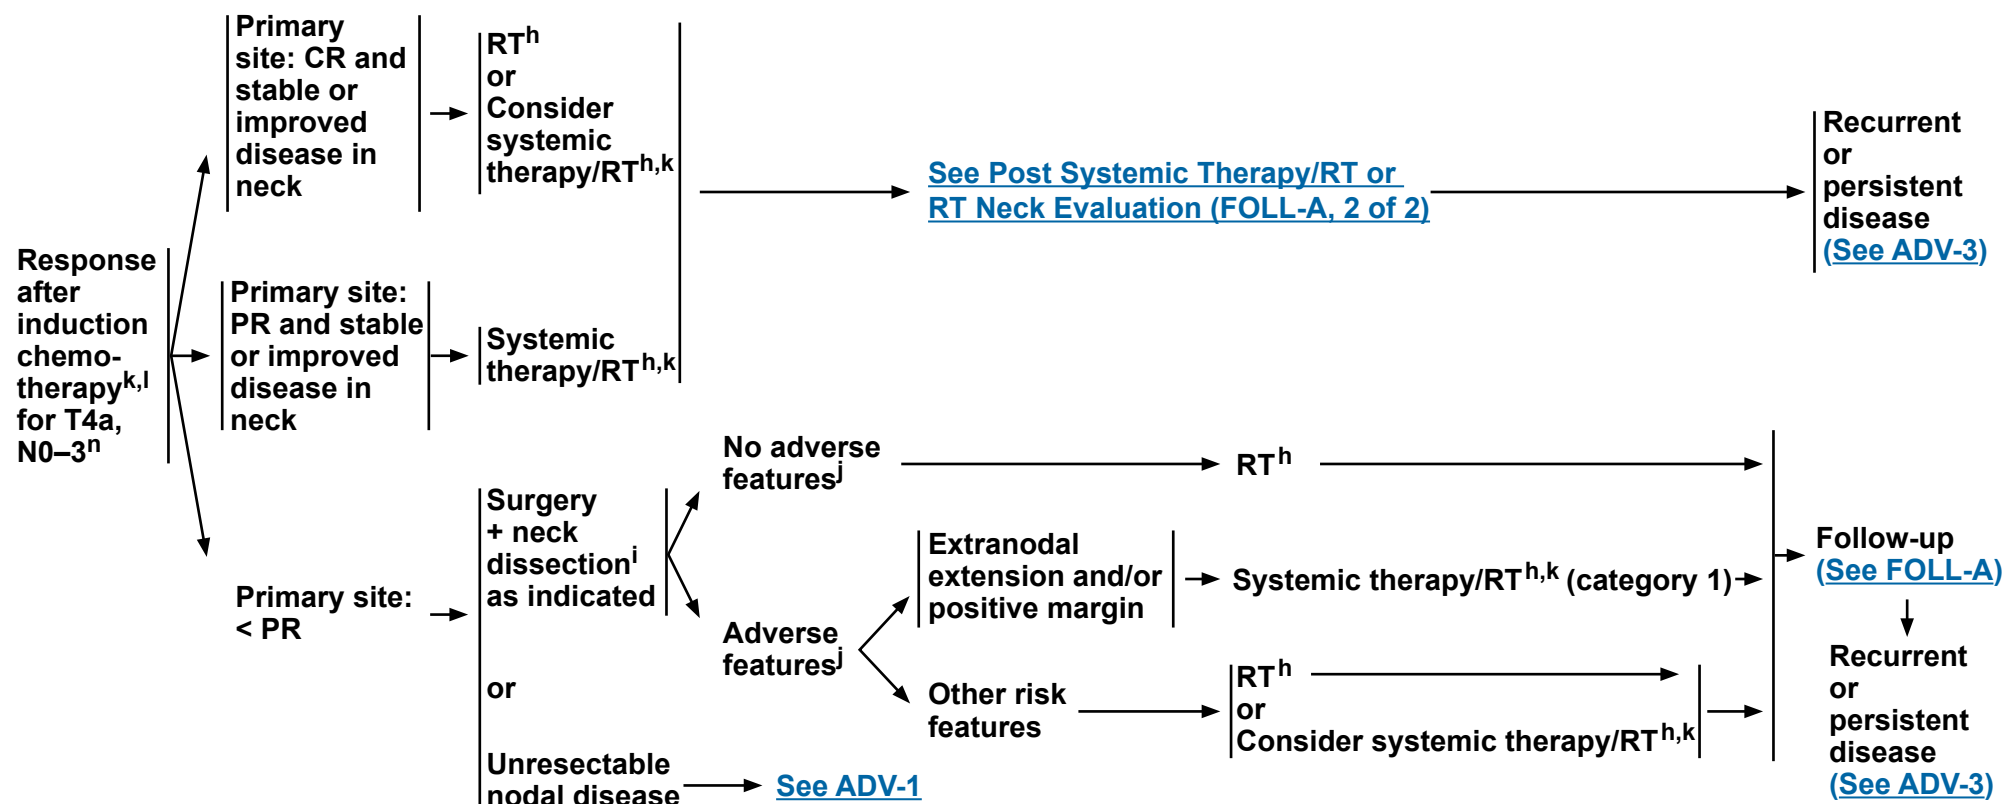 Response
after
induction
chemo-
therapyk,l
for T4a,
N0–3n
Primary
site: CR and
stable or
improved
disease in
neck
RTh
or
Consider
systemic
therapy/RTh,k
Primary site:
PR and stable
or improved
disease in
neck
Systemic
therapy/RTh,k
See Post Systemic Therapy/RT or
RT Neck Evaluation (FOLL-A, 2 of 2)
Recurrent
or
persistent
disease
(See ADV-3)
Primary site:
< PR
Surgery
+ neck
dissectioni
as indicated
or
Unresectable
nodal disease
See ADV-1
No adverse
featuresj
RTh
Adverse
featuresj
Extranodal
extension and/or
positive margin
Systemic therapy/RTh,k (category 1)
Other risk
features
RTh
or
Consider systemic therapy/RTh,k
Follow-up
(See FOLL-A)
Recurrent
or
persistent
disease
(See ADV-3)